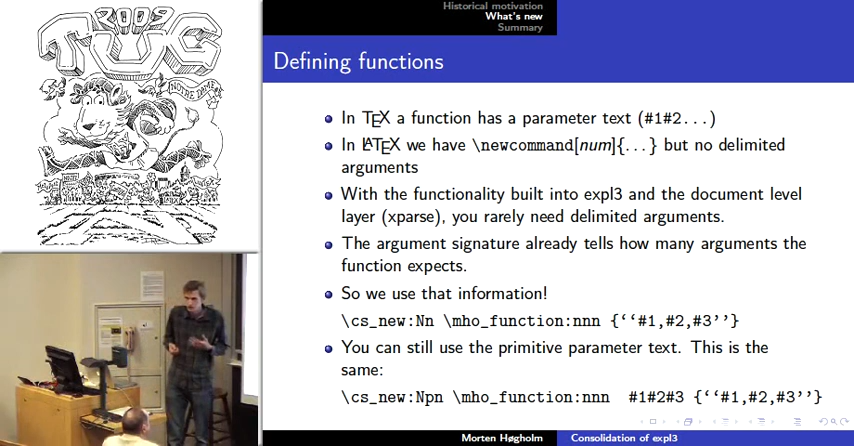 2009
TUG
NOTRE DAME
Historical motivation
What's new
Summary
Defining functions
In TEX a function has a parameter text (#1#2...)
In LATEX we have \newcommand[num]{...} but no delimited
arguments
With the functionality built into expl3 and the document level
layer (xparse), you rarely need delimited arguments.
The argument signature already tells how many arguments the
function expects.
So we use that information!
\cs_new:Nn \mho_function:nnn {‘‘#1,#2,#3’’}
You can still use the primitive parameter text. This is the
same:
\cs_new:Npn \mho_function:nnn #1#2#3 {‘‘#1,#2,#3’’}
Morten Høgholm
Consolidation of expl3